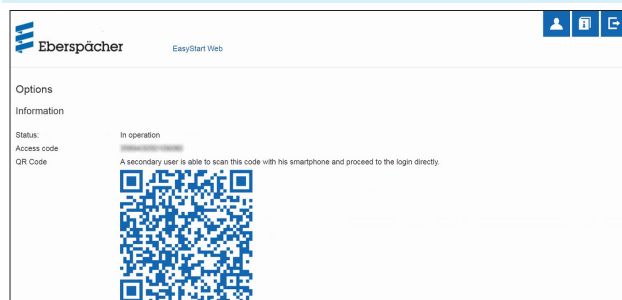 Eberspächer
EasyStart Web
Options
Information
Status: In operation
Access code
QR Code A secondary user is able to scan this code with his smartphone and proceed to the login directly.